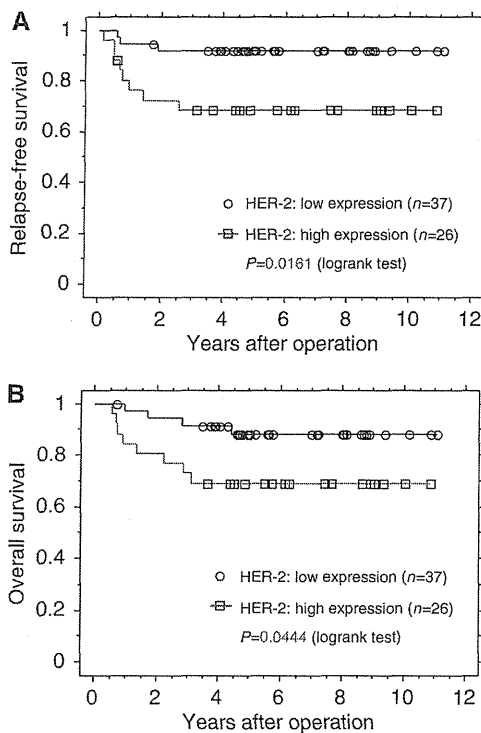 A
Relapse-free survival
1
0.8
0.6
0.4
0.2
0
HER-2: low expression (n=37)
HER-2: high expression (n=26)
P=0.0161 (logrank test)
0 2 4 6 8 10 12
Years after operation
B
Overall survival
1
0.8
0.6
0.4
0.2
0
HER-2: low expression (n=37)
HER-2: high expression (n=26)
P=0.0444 (logrank test)
0 2 4 6 8 10 12
Years after operation